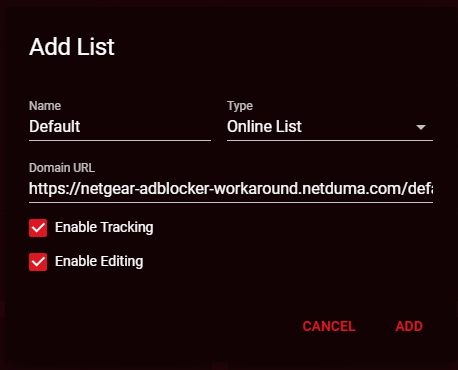 Add List
Name Type
Default Online List
Domain URL
https://netgear-adblocker-workaround.netduma.com/defa
Enable Tracking
Enable Editing
CANCEL ADD